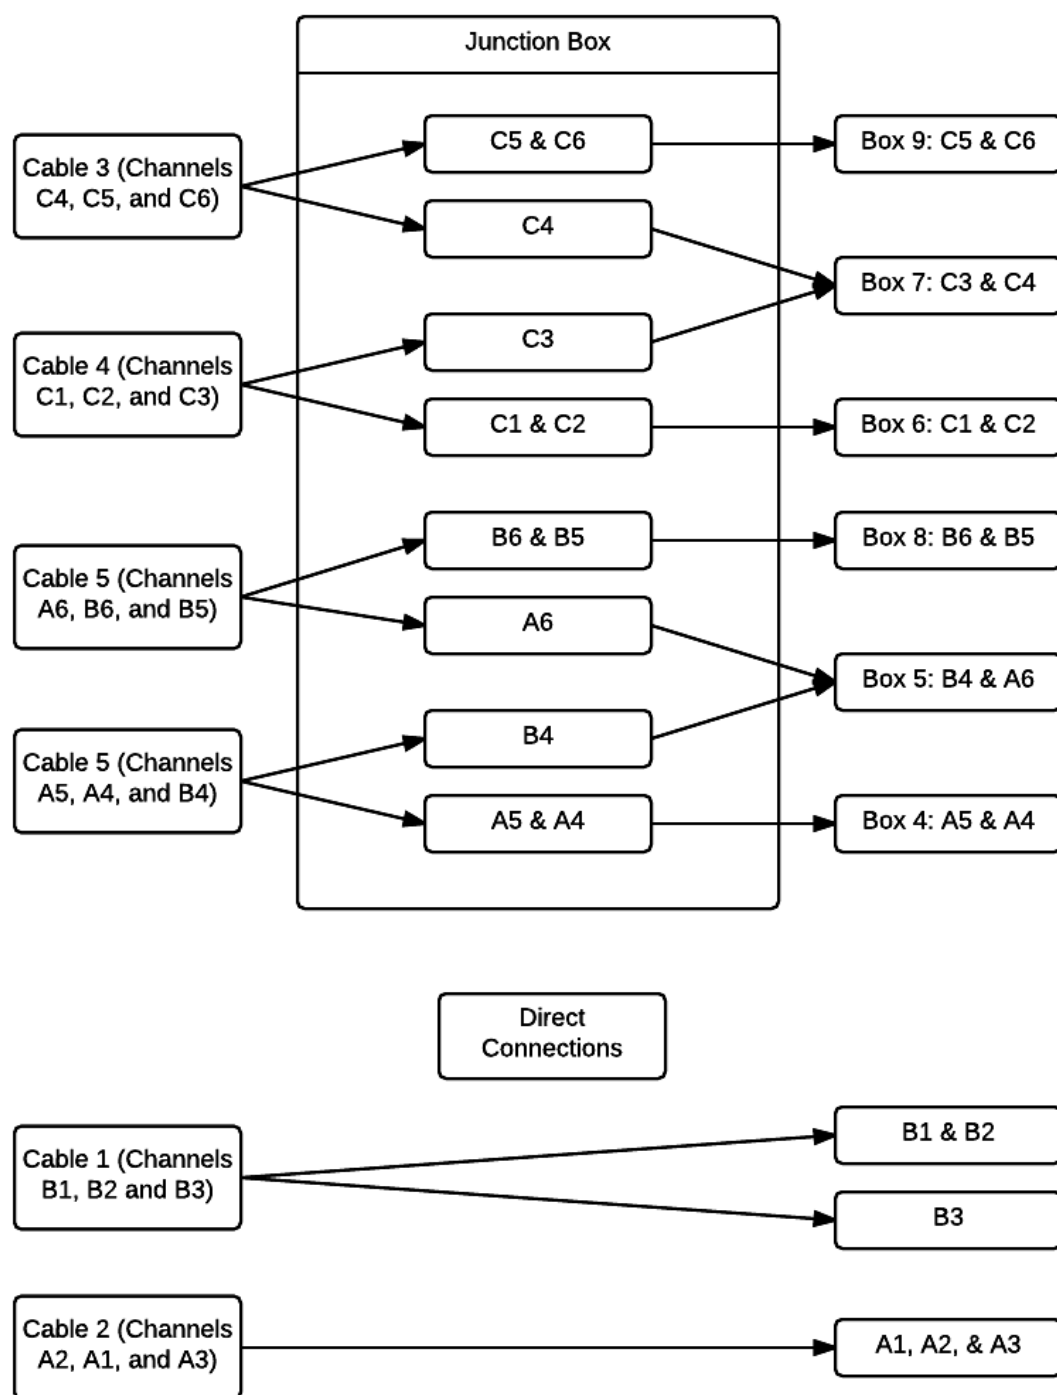 Junction Box
Cable 3 (Channels
C4, C5, and C6)
C5 & C6
Box 9: C5 & C6
C4
Box 7: C3 & C4
Cable 4 (Channels
C1, C2, and C3)
C3
C1 & C2
Box 6: C1 & C2
Cable 5 (Channels
A6, B6, and B5)
B6 & B5
Box 8: B6 & B5
A6
Box 5: B4 & A6
Cable 5 (Channels
A5, A4, and B4)
B4
A5 & A4
Box 4: A5 & A4
Direct
Connections
Cable 1 (Channels
B1, B2 and B3)
B1 & B2
B3
Cable 2 (Channels
A2, A1, and A3)
A1, A2, & A3